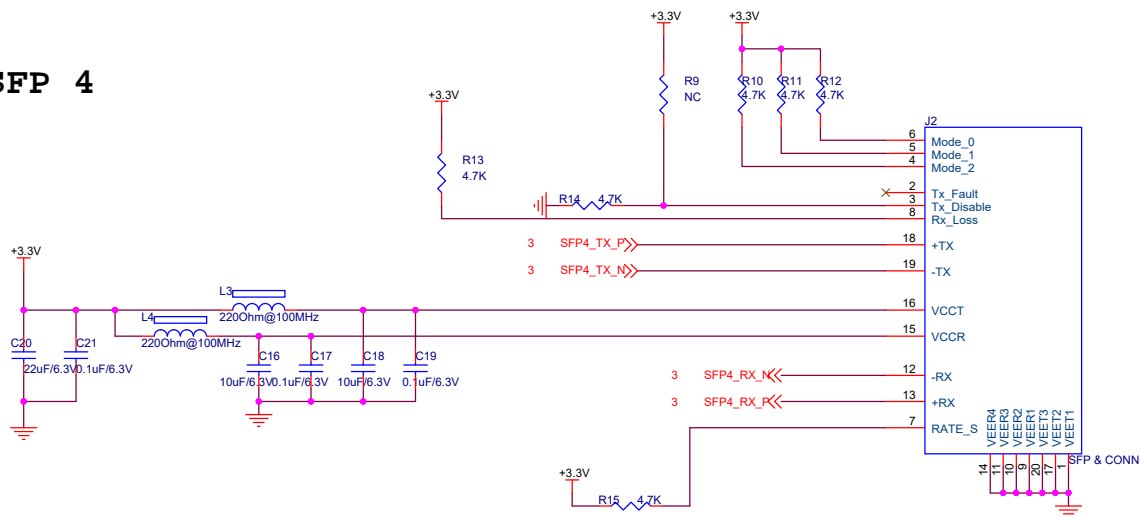 SFP 4
+3.3V
+3.3V
R9
NC
R10
4.7K
R11
4.7K
R12
4.7K
+3.3V
R13
4.7K
R14 4.7K
J2
6 Mode_0
5 Mode_1
4 Mode_2
2 Tx_Fault
3 Tx_Disable
8 Rx_Loss
3 SFP4_TX_P
18 +TX
3 SFP4_TX_N
19 -TX
+3.3V
L3
220Ohm@100MHz
16 VCCT
L4
220Ohm@100MHz
15 VCCR
C20
22uF/6.3V
C21
0.1uF/6.3V
C16
10uF/6.3V
C17
0.1uF/6.3V
C18
10uF/6.3V
C19
0.1uF/6.3V
3 SFP4_RX_N
12 -RX
3 SFP4_RX_P
13 +RX
7 RATE_S
+3.3V
R15 4.7K
VEER4
VEER3
VEER2
VEER1
VEET3
VEET2
VEET1
14
11
10
9
20
17
1
SFP & CONN